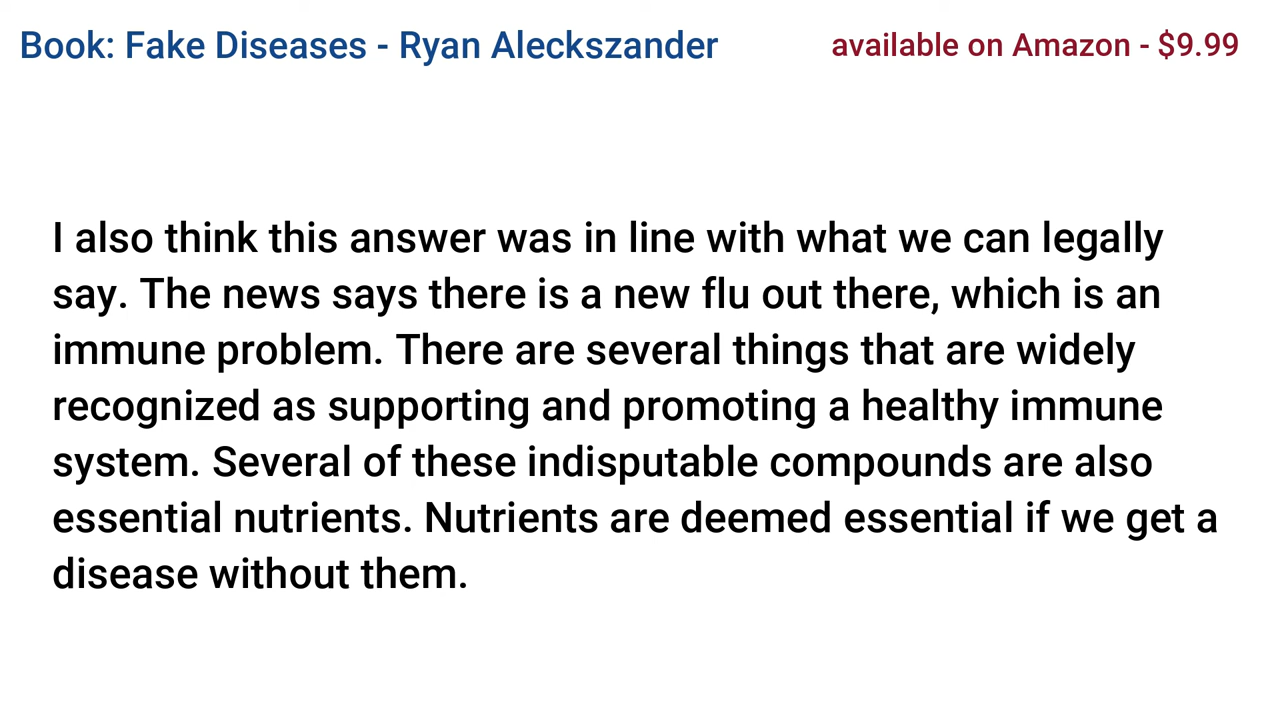 Book: Fake Diseases - Ryan Aleckszander
available on Amazon - $9.99
I also think this answer was in line with what we can legally
say. The news says there is a new flu out there, which is an
immune problem. There are several things that are widely
recognized as supporting and promoting a healthy immune
system. Several of these indisputable compounds are also
essential nutrients. Nutrients are deemed essential if we get a
disease without them.